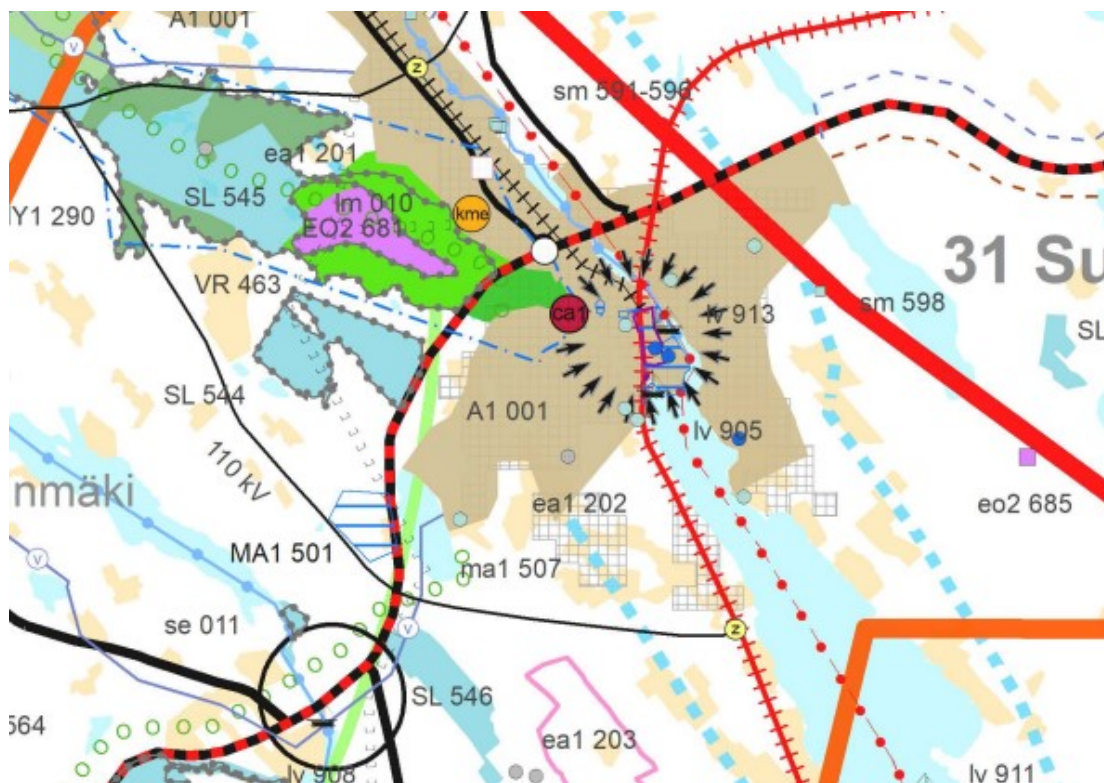 A1 001
v
z
sm 591-596
ea1 201
SL 545
lm 010
kme
EO2 681
Y1 290
31 Su
VR 463
ca1
lv 913
sm 598
SL
SL 544
A1 001
lv 905
110 kV
nmäki
ea1 202
eo2 685
MA1 501
v
ma1 507
se 011
v
z
SL 546
564
ea1 203
lv 908
lv 911